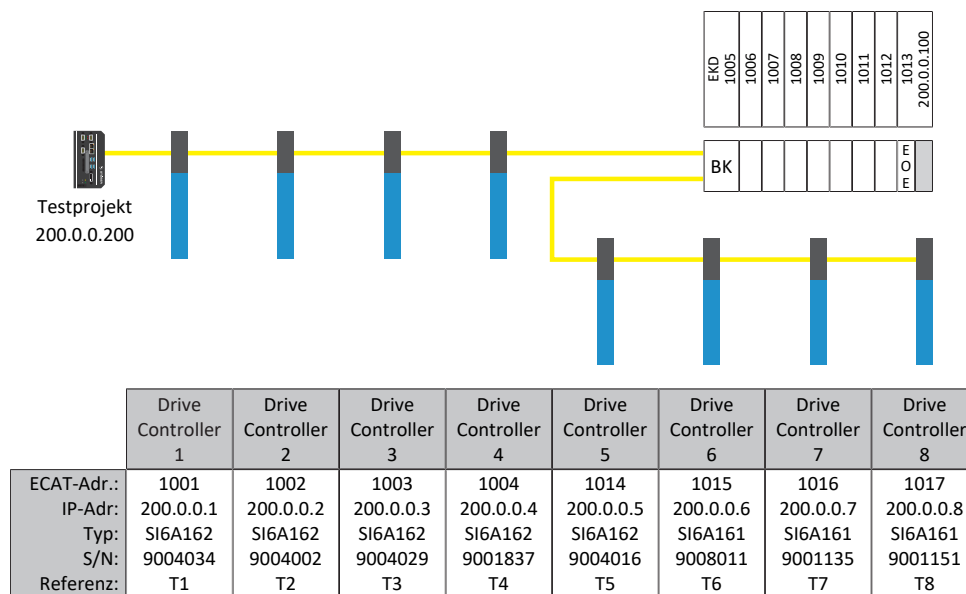 EKD
1005
1006
1007
1008
1009
1010
1011
1012
1013
200.0.0.100
BK
E
O
E
Testprojekt
200.0.0.200
Drive Controller 1 Drive Controller 2 Drive Controller 3 Drive Controller 4 Drive Controller 5 Drive Controller 6 Drive Controller 7 Drive Controller 8
ECAT-Adr.: 1001 1002 1003 1004 1014 1015 1016 1017
IP-Adr: 200.0.0.1 200.0.0.2 200.0.0.3 200.0.0.4 200.0.0.5 200.0.0.6 200.0.0.7 200.0.0.8
Typ: SI6A162 SI6A162 SI6A162 SI6A162 SI6A162 SI6A161 SI6A161 SI6A161
S/N: 9004034 9004002 9004029 9001837 9004016 9008011 9001135 9001151
Referenz: T1 T2 T3 T4 T5 T6 T7 T8